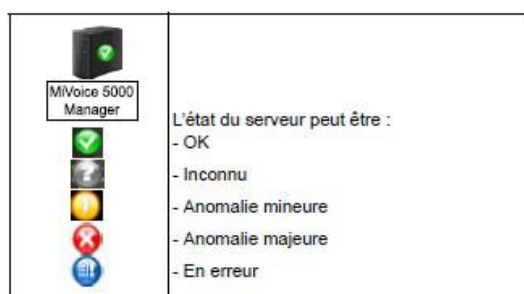 MiVoice 5000
Manager
L'état du serveur peut être :
- OK
- Inconnu
- Anomalie mineure
- Anomalie majeure
- En erreur